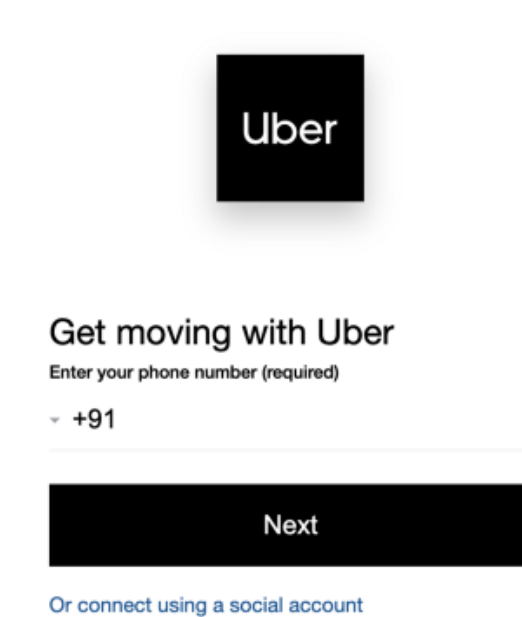 Uber
Get moving with Uber
Enter your phone number (required)
+91
Next
Or connect using a social account